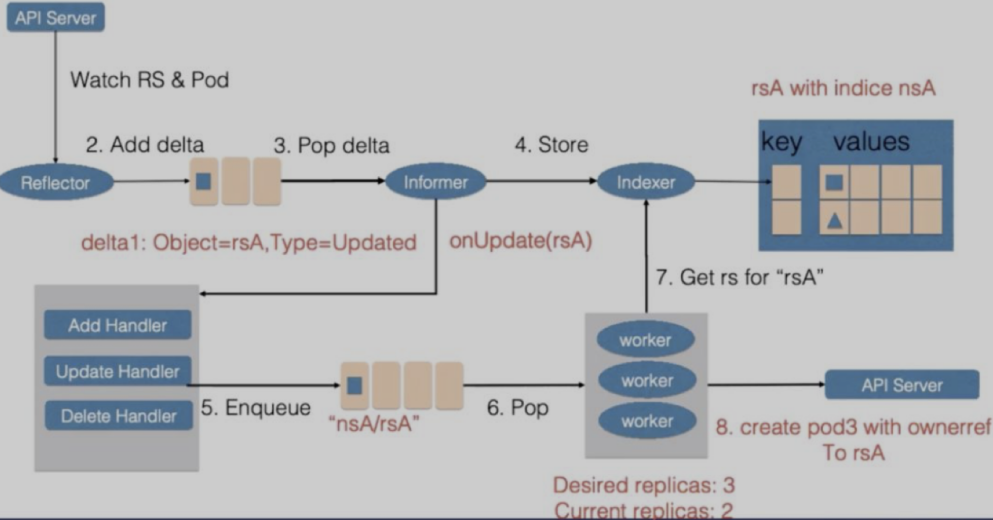 API Server
Watch RS & Pod
rsA with indice nsA
key values
2. Add delta
3. Pop delta
4. Store
Reflector
Informer
Indexer
delta1: Object=rsA,Type=Updated
onUpdate(rsA)
7. Get rs for “rsA”
Add Handler
Update Handler
Delete Handler
5. Enqueue
“nsA/rsA”
6. Pop
worker
worker
worker
API Server
8. create pod3 with ownerref
To rsA
Desired replicas: 3
Current replicas: 2